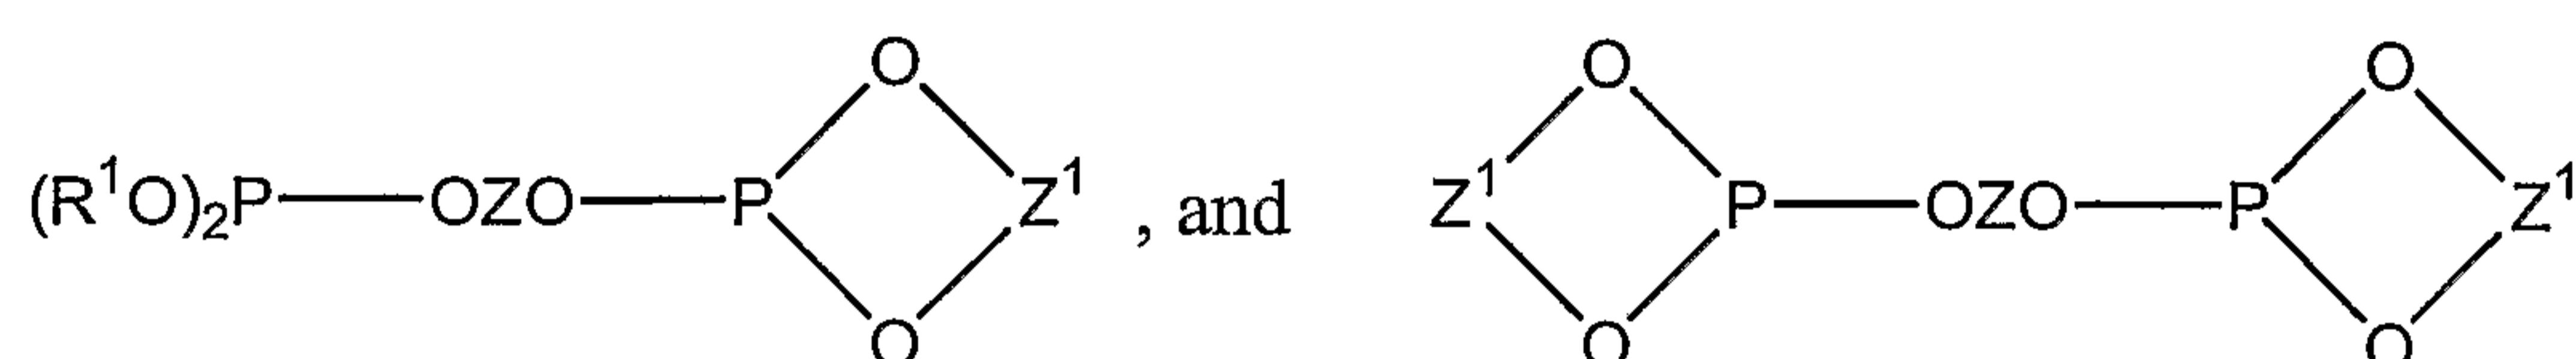 O O O
(R¹O)₂P OZO P Z¹ , and Z¹ P OZO P Z¹
O O O